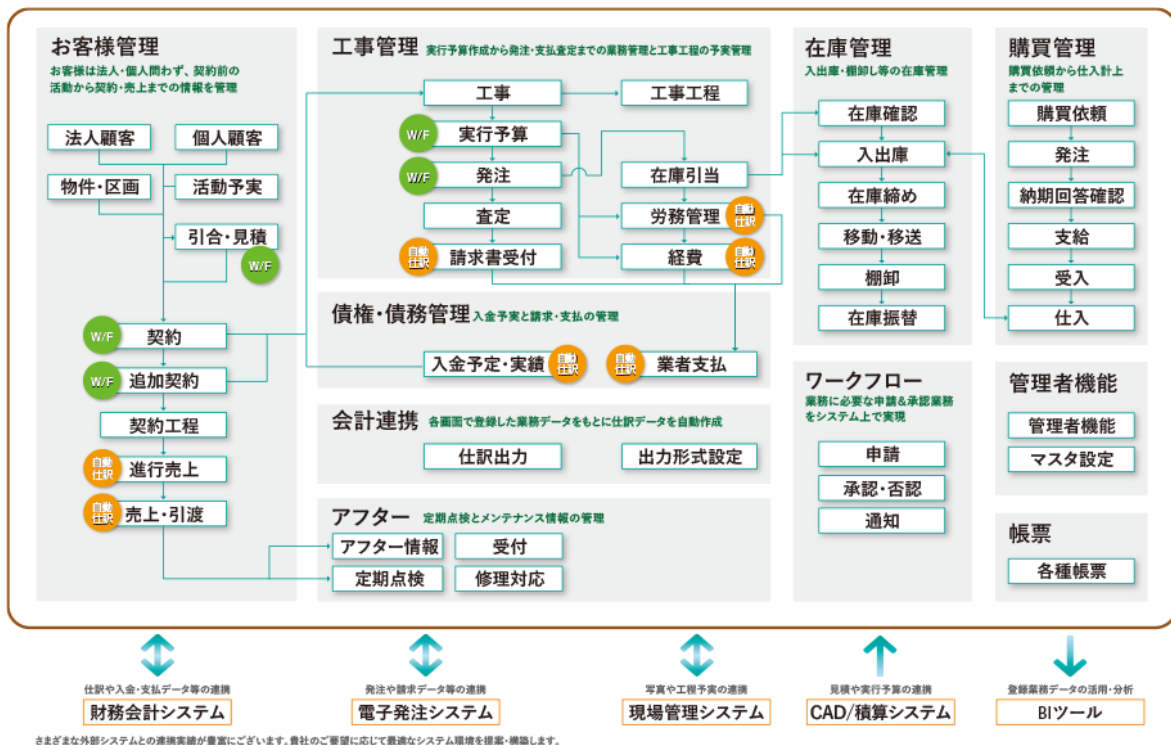 お客様管理
お客様は法人・個人問わず、契約前の
活動から契約・売上までの情報を管理
法人顧客
個人顧客
物件・区画
活動予実
引合・見積
W/F
W/F
契約
W/F
追加契約
契約工程
自動
仕訳
進行売上
自動
仕訳
売上・引渡
工事管理
実行予算作成から発注・支払査定までの業務管理と工事工程の予実管理
工事
工事工程
W/F
実行予算
W/F
発注
在庫引当
査定
労務管理
自動
仕訳
自動
仕訳
請求書受付
経費
自動
仕訳
債権・債務管理
入金予実と請求・支払の管理
入金予定・実績
自動
仕訳
自動
仕訳
業者支払
会計連携
各画面で登録した業務データをもとに仕訳データを自動作成
仕訳出力
出力形式設定
アフター
定期点検とメンテナンス情報の管理
アフター情報
受付
定期点検
修理対応
在庫管理
入出庫・棚卸し等の在庫管理
在庫確認
入出庫
在庫締め
移動・移送
棚卸
在庫振替
購買管理
購買依頼から仕入計上
までの管理
購買依頼
発注
納期回答確認
支給
受入
仕入
ワークフロー
業務に必要な申請&承認業務
をシステム上で実現
申請
承認・否認
通知
管理者機能
管理者機能
マスタ設定
帳票
各種帳票
仕訳や入金・支払データ等の連携
財務会計システム
発注や請求データ等の連携
電子発注システム
写真や工程予実の連携
現場管理システム
見積や実行予算の連携
CAD/積算システム
登録業務データの活用・分析
BIツール
さまざまな外部システムとの連携実績が豊富にございます。貴社のご要望に応じて最適なシステム環境を提案・構築します。